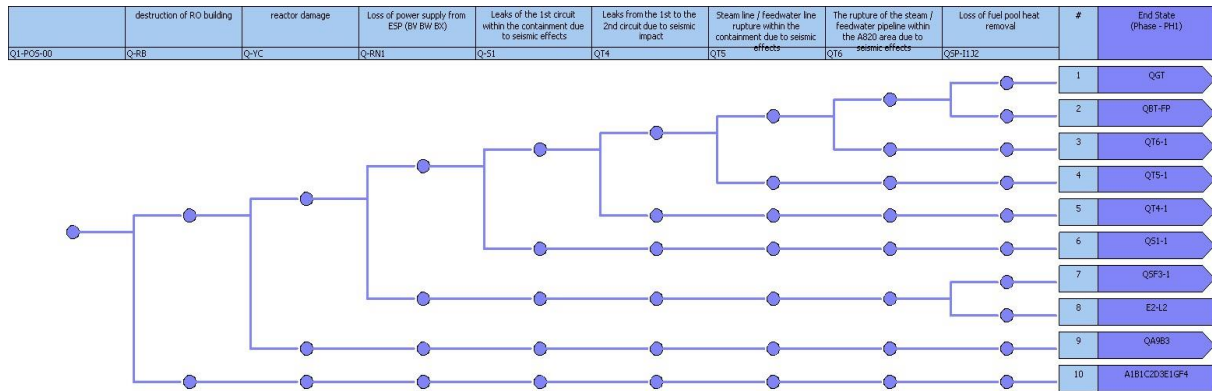 destruction of RO building
reactor damage
Loss of power supply from
ESP (BV BW BX)
Leaks of the 1st circuit
within the containment due
to seismic effects
Leaks from the 1st to the
2nd circuit due to seismic
impact
Steam line / feedwater line
rupture within the
containment due to seismic
effects
The rupture of the steam /
feedwater pipeline within
the A820 area due to
seismic effects
Loss of fuel pool heat
removal
#
End State
(Phase - PH1)
Q1-POS-00
Q-RB
Q-YC
Q-RN1
Q-S1
QT4
QT5
QT6
QSP-I1J2
1
QGT
2
QBT-FP
3
QT6-1
4
QT5-1
5
QT4-1
6
QS1-1
7
QSF3-1
8
E2-L2
9
QA9B3
10
A1B1C2D3E1GF4